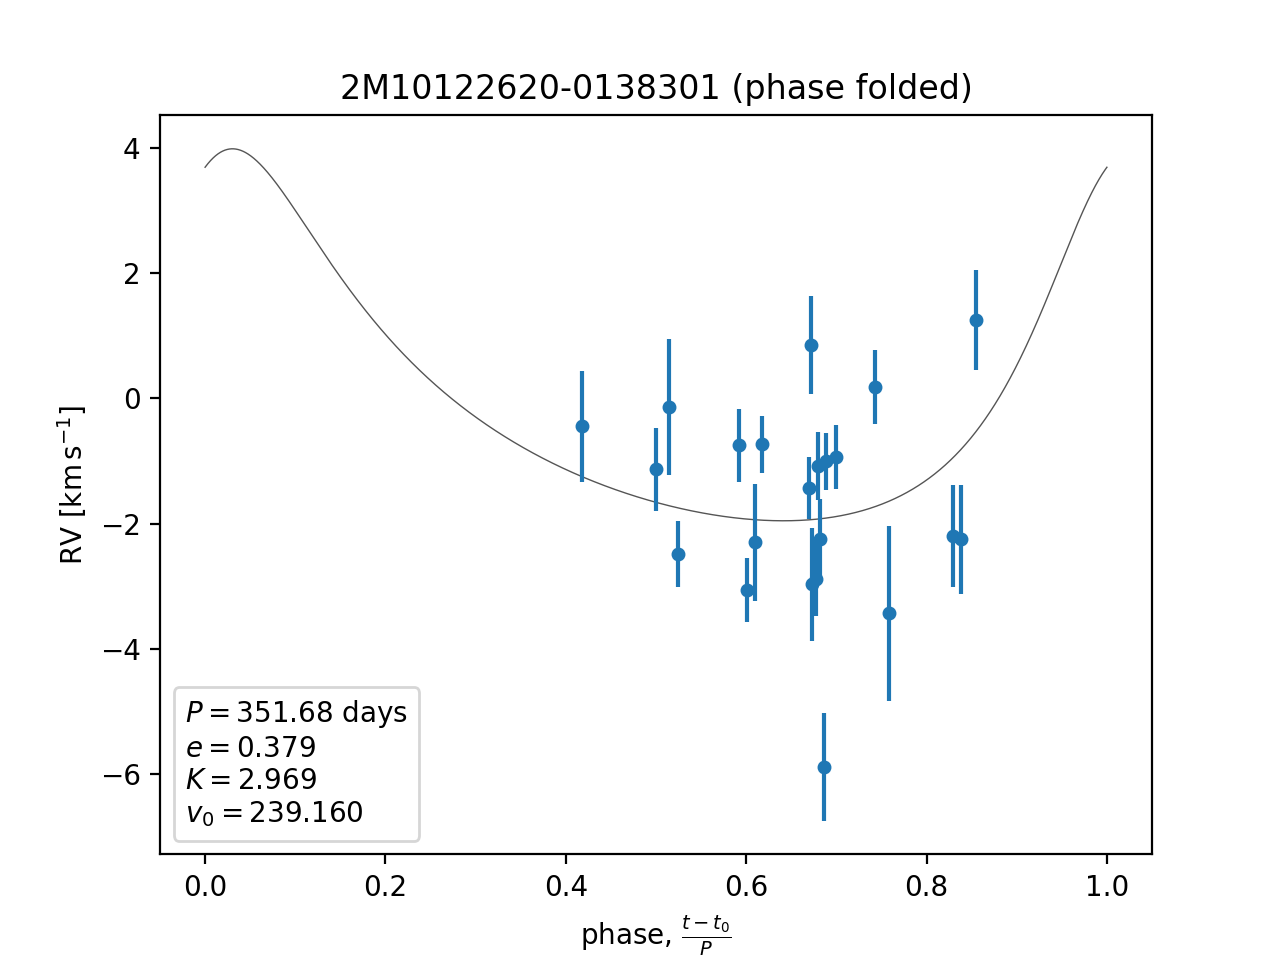 2M10122620-0138301 (phase folded)
4
2
0
−2
−4
−6
RV [km s⁻¹]
P = 351.68 days
e = 0.379
K = 2.969
v₀ = 239.160
0.0 0.2 0.4 0.6 0.8 1.0
phase, (t − t₀)/P